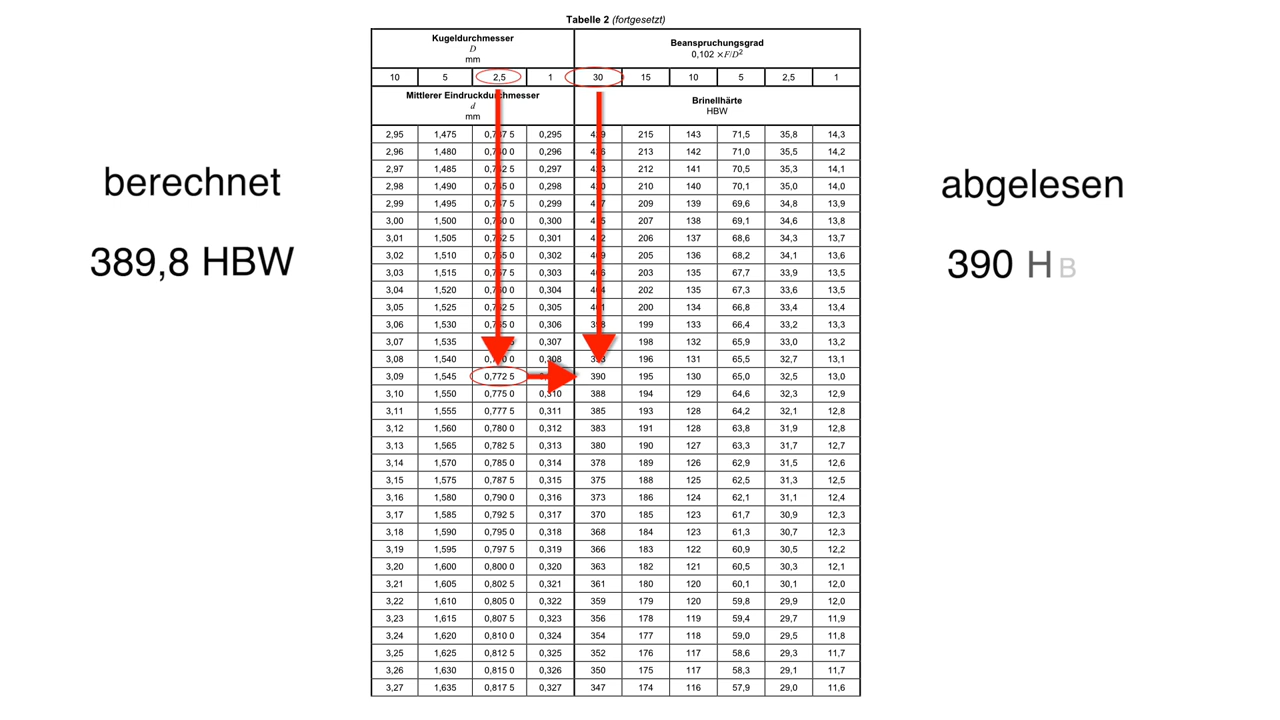 Tabelle 2 (fortgesetzt)
Kugeldurchmesser
D
mm
Beanspruchungsgrad
0,102 ×F/D²
10 5 2,5 1 30 15 10 5 2,5 1
Mittlerer Eindruckdurchmesser
d
mm
Brinellhärte
HBW
2,95 1,475 0,295 215 143 71,5 35,8 14,3
2,96 1,480 0,296 213 142 71,0 35,5 14,2
2,97 1,485 0,297 212 141 70,5 35,3 14,1
2,98 1,490 0,298 210 140 70,1 35,0 14,0
2,99 1,495 0,299 209 139 69,6 34,8 13,9
3,00 1,500 0,300 207 138 69,1 34,6 13,8
3,01 1,505 0,301 206 137 68,6 34,3 13,7
3,02 1,510 0,302 205 136 68,2 34,1 13,6
3,03 1,515 0,303 203 135 67,7 33,9 13,5
3,04 1,520 0,304 202 135 67,3 33,6 13,5
3,05 1,525 0,305 200 134 66,8 33,4 13,4
3,06 1,530 0,306 199 133 66,4 33,2 13,3
3,07 1,535 0,307 198 132 65,9 33,0 13,2
3,08 1,540 0,308 196 131 65,5 32,7 13,1
3,09 1,545 0,772 5 390 195 130 65,0 32,5 13,0
3,10 1,550 0,775 0 0,310 388 194 129 64,6 32,3 12,9
3,11 1,555 0,777 5 0,311 385 193 128 64,2 32,1 12,8
3,12 1,560 0,780 0 0,312 383 191 128 63,8 31,9 12,8
3,13 1,565 0,782 5 0,313 380 190 127 63,3 31,7 12,7
3,14 1,570 0,785 0 0,314 378 189 126 62,9 31,5 12,6
3,15 1,575 0,787 5 0,315 375 188 125 62,5 31,3 12,5
3,16 1,580 0,790 0 0,316 373 186 124 62,1 31,1 12,4
3,17 1,585 0,792 5 0,317 370 185 123 61,7 30,9 12,3
3,18 1,590 0,795 0 0,318 368 184 123 61,3 30,7 12,3
3,19 1,595 0,797 5 0,319 366 183 122 60,9 30,5 12,2
3,20 1,600 0,800 0 0,320 363 182 121 60,5 30,3 12,1
3,21 1,605 0,802 5 0,321 361 180 120 60,1 30,1 12,0
3,22 1,610 0,805 0 0,322 359 179 120 59,8 29,9 12,0
3,23 1,615 0,807 5 0,323 356 178 119 59,4 29,7 11,9
3,24 1,620 0,810 0 0,324 354 177 118 59,0 29,5 11,8
3,25 1,625 0,812 5 0,325 352 176 117 58,6 29,3 11,7
3,26 1,630 0,815 0 0,326 350 175 117 58,3 29,1 11,7
3,27 1,635 0,817 5 0,327 347 174 116 57,9 29,0 11,6
berechnet
389,8 HBW
abgelesen
390 HB